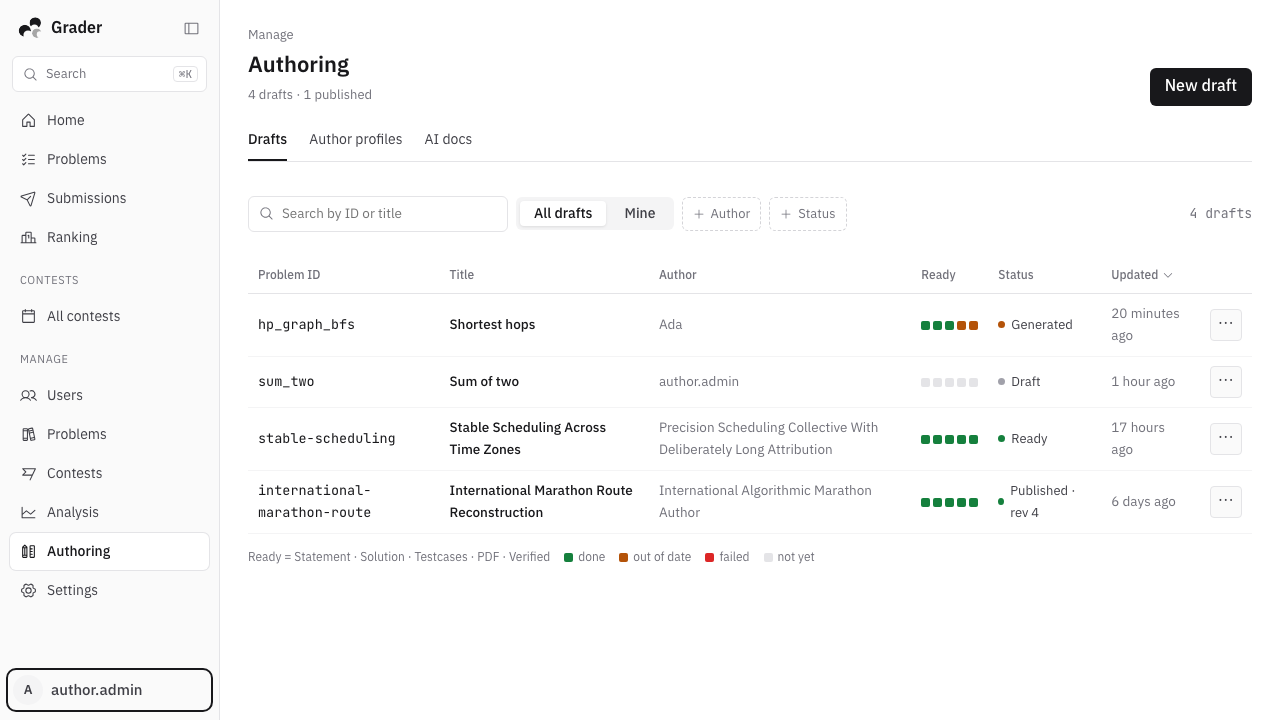 Grader
Search
⌘K
Home
Problems
Submissions
Ranking
CONTESTS
All contests
MANAGE
Users
Problems
Contests
Analysis
Authoring
Settings
A
author.admin
Manage
Authoring
4 drafts · 1 published
New draft
Drafts
Author profiles
AI docs
Search by ID or title
All drafts
Mine
+ Author
+ Status
4 drafts
Problem ID
Title
Author
Ready
Status
Updated
hp_graph_bfs
Shortest hops
Ada
Generated
20 minutes
ago
···
sum_two
Sum of two
author.admin
Draft
1 hour ago
···
stable-scheduling
Stable Scheduling Across
Time Zones
Precision Scheduling Collective With
Deliberately Long Attribution
Ready
17 hours
ago
···
international-
marathon-route
International Marathon Route
Reconstruction
International Algorithmic Marathon
Author
Published ·
rev 4
6 days ago
···
Ready = Statement · Solution · Testcases · PDF · Verified
done
out of date
failed
not yet